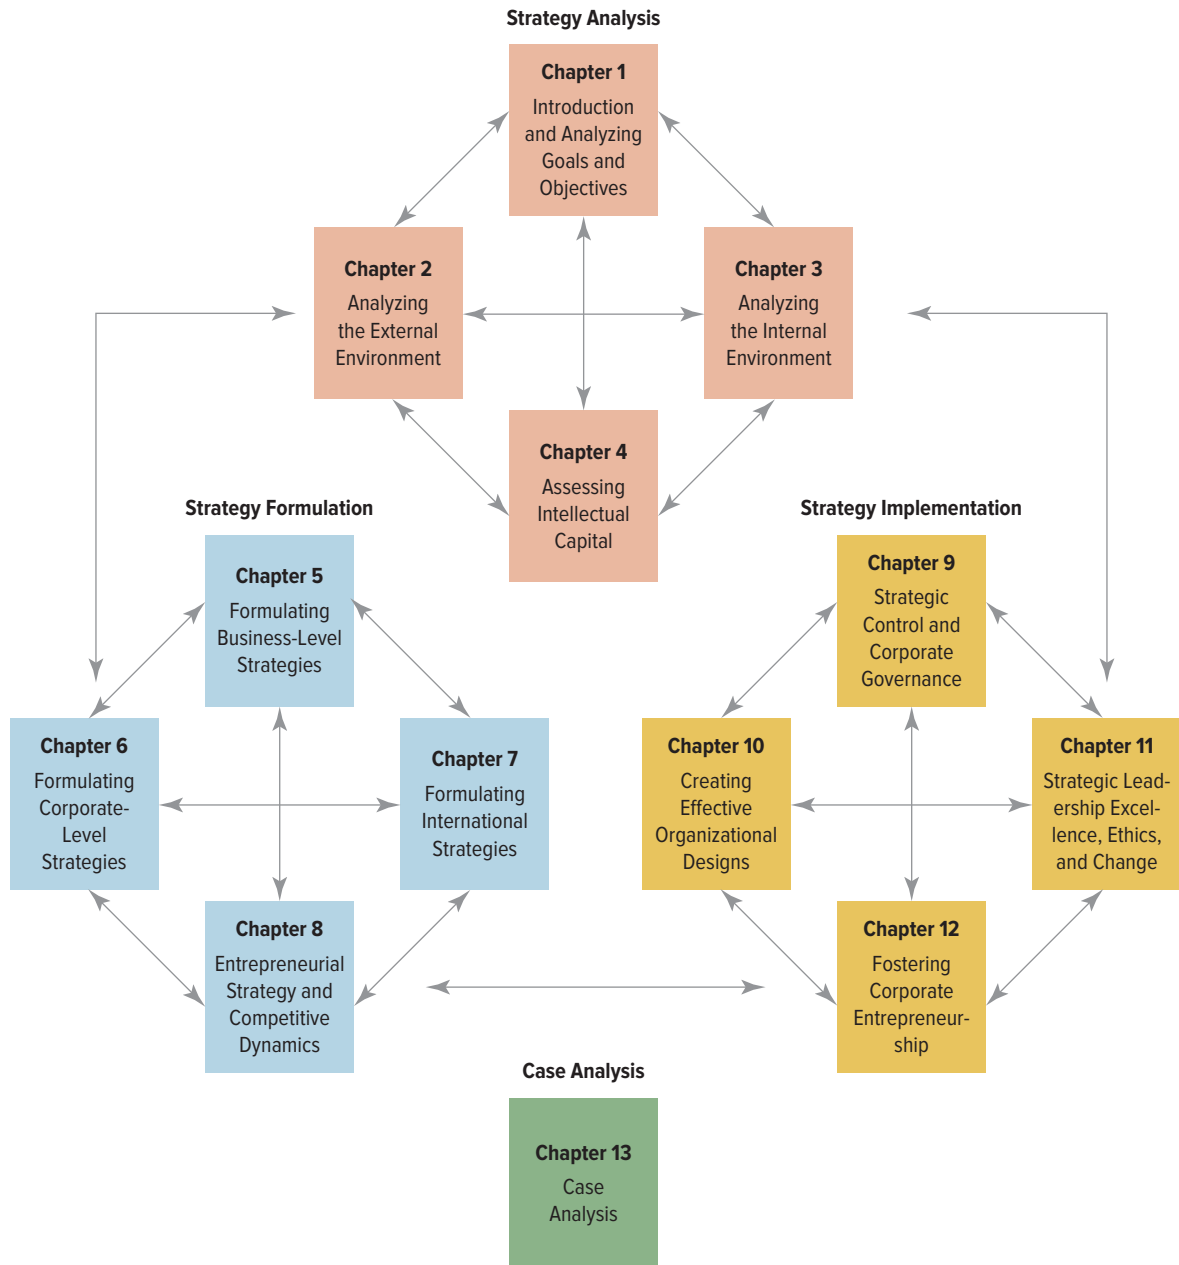 Strategy Analysis
Chapter 1
Introduction
and Analyzing
Goals and
Objectives
Chapter 2
Analyzing
the External
Environment
Chapter 3
Analyzing
the Internal
Environment
Chapter 4
Assessing
Intellectual
Capital
Strategy Formulation
Chapter 5
Formulating
Business-Level
Strategies
Chapter 6
Formulating
Corporate-
Level
Strategies
Chapter 7
Formulating
International
Strategies
Chapter 8
Entrepreneurial
Strategy and
Competitive
Dynamics
Strategy Implementation
Chapter 9
Strategic
Control and
Corporate
Governance
Chapter 10
Creating
Effective
Organizational
Designs
Chapter 11
Strategic Lead-
ership Excel-
lence, Ethics,
and Change
Chapter 12
Fostering
Corporate
Entrepreneur-
ship
Case Analysis
Chapter 13
Case
Analysis